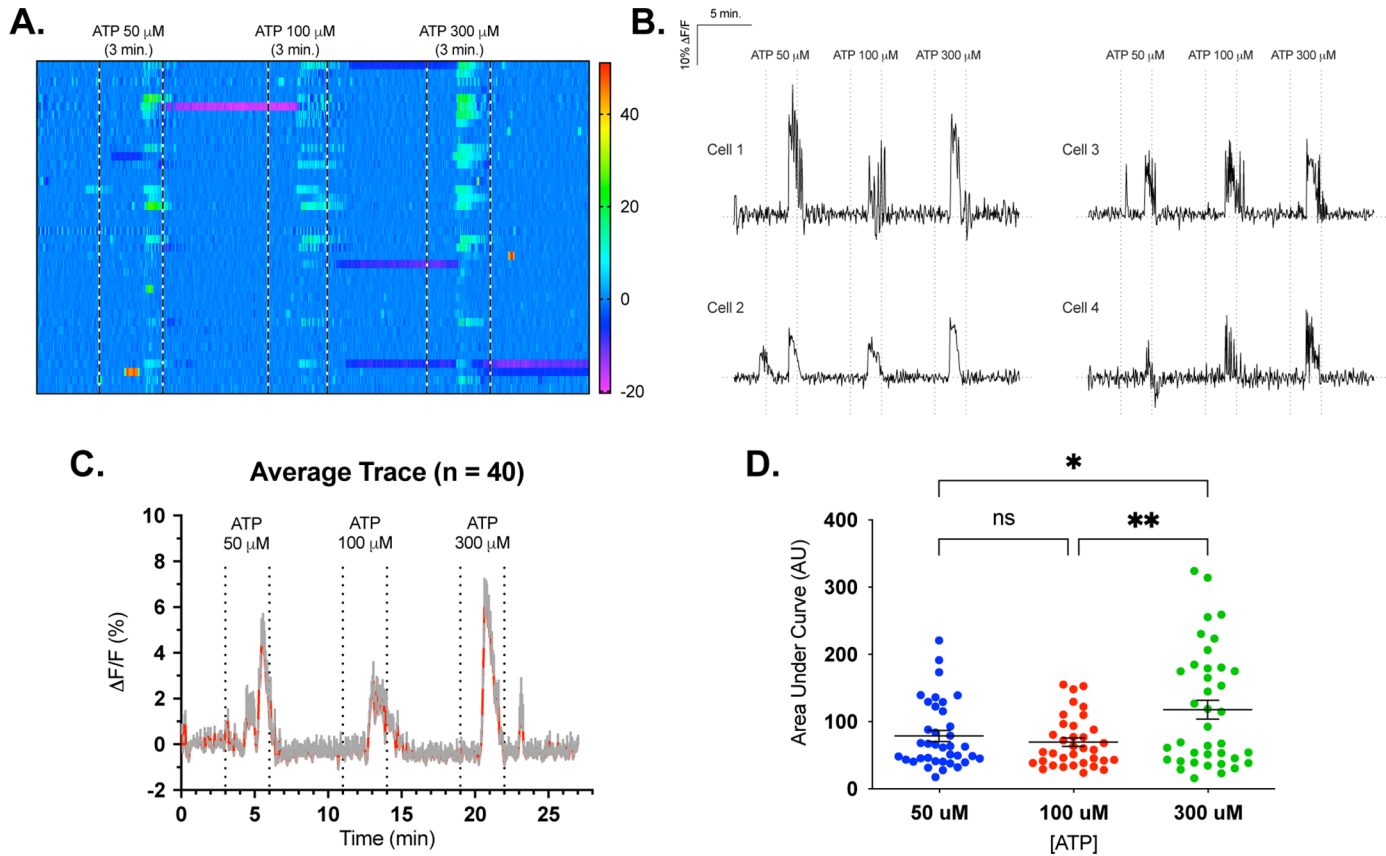 A.
ATP 50 μM
(3 min.)
ATP 100 μM
(3 min.)
ATP 300 μM
(3 min.)
40
20
0
-20
B.
5 min.
10% ΔF/F
ATP 50 μM
ATP 100 μM
ATP 300 μM
ATP 50 μM
ATP 100 μM
ATP 300 μM
Cell 1
Cell 3
Cell 2
Cell 4
C.
Average Trace (n = 40)
ATP
50 μM
ATP
100 μM
ATP
300 μM
ΔF/F (%)
10
8
6
4
2
0
-2
0
5
10
15
20
25
Time (min)
D.
*
ns
**
Area Under Curve (AU)
400
300
200
100
0
50 uM
100 uM
300 uM
[ATP]